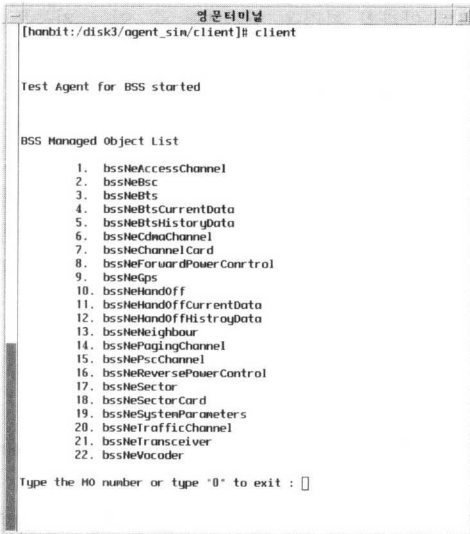 영문터미널
[hanbit:/disk3/agent_sim/client]# client
Test Agent for BSS started
BSS Managed Object List
1. bssNeAccessChannel
2. bssNeBsc
3. bssNeBts
4. bssNeBtsCurrentData
5. bssNeBtsHistoryData
6. bssNeCdmaChannel
7. bssNeChannelCard
8. bssNeForwardPowerConrtrol
9. bssNeGps
10. bssNeHandOff
11. bssNeHandOffCurrentData
12. bssNeHandOffHistroyData
13. bssNeNeighbour
14. bssNePagingChannel
15. bssNePscChannel
16. bssNeReversePowerControl
17. bssNeSector
18. bssNeSectorCard
19. bssNeSystemParameters
20. bssNeTrafficChannel
21. bssNeTransceiver
22. bssNeVocoder
Type the MO number or type "0" to exit :